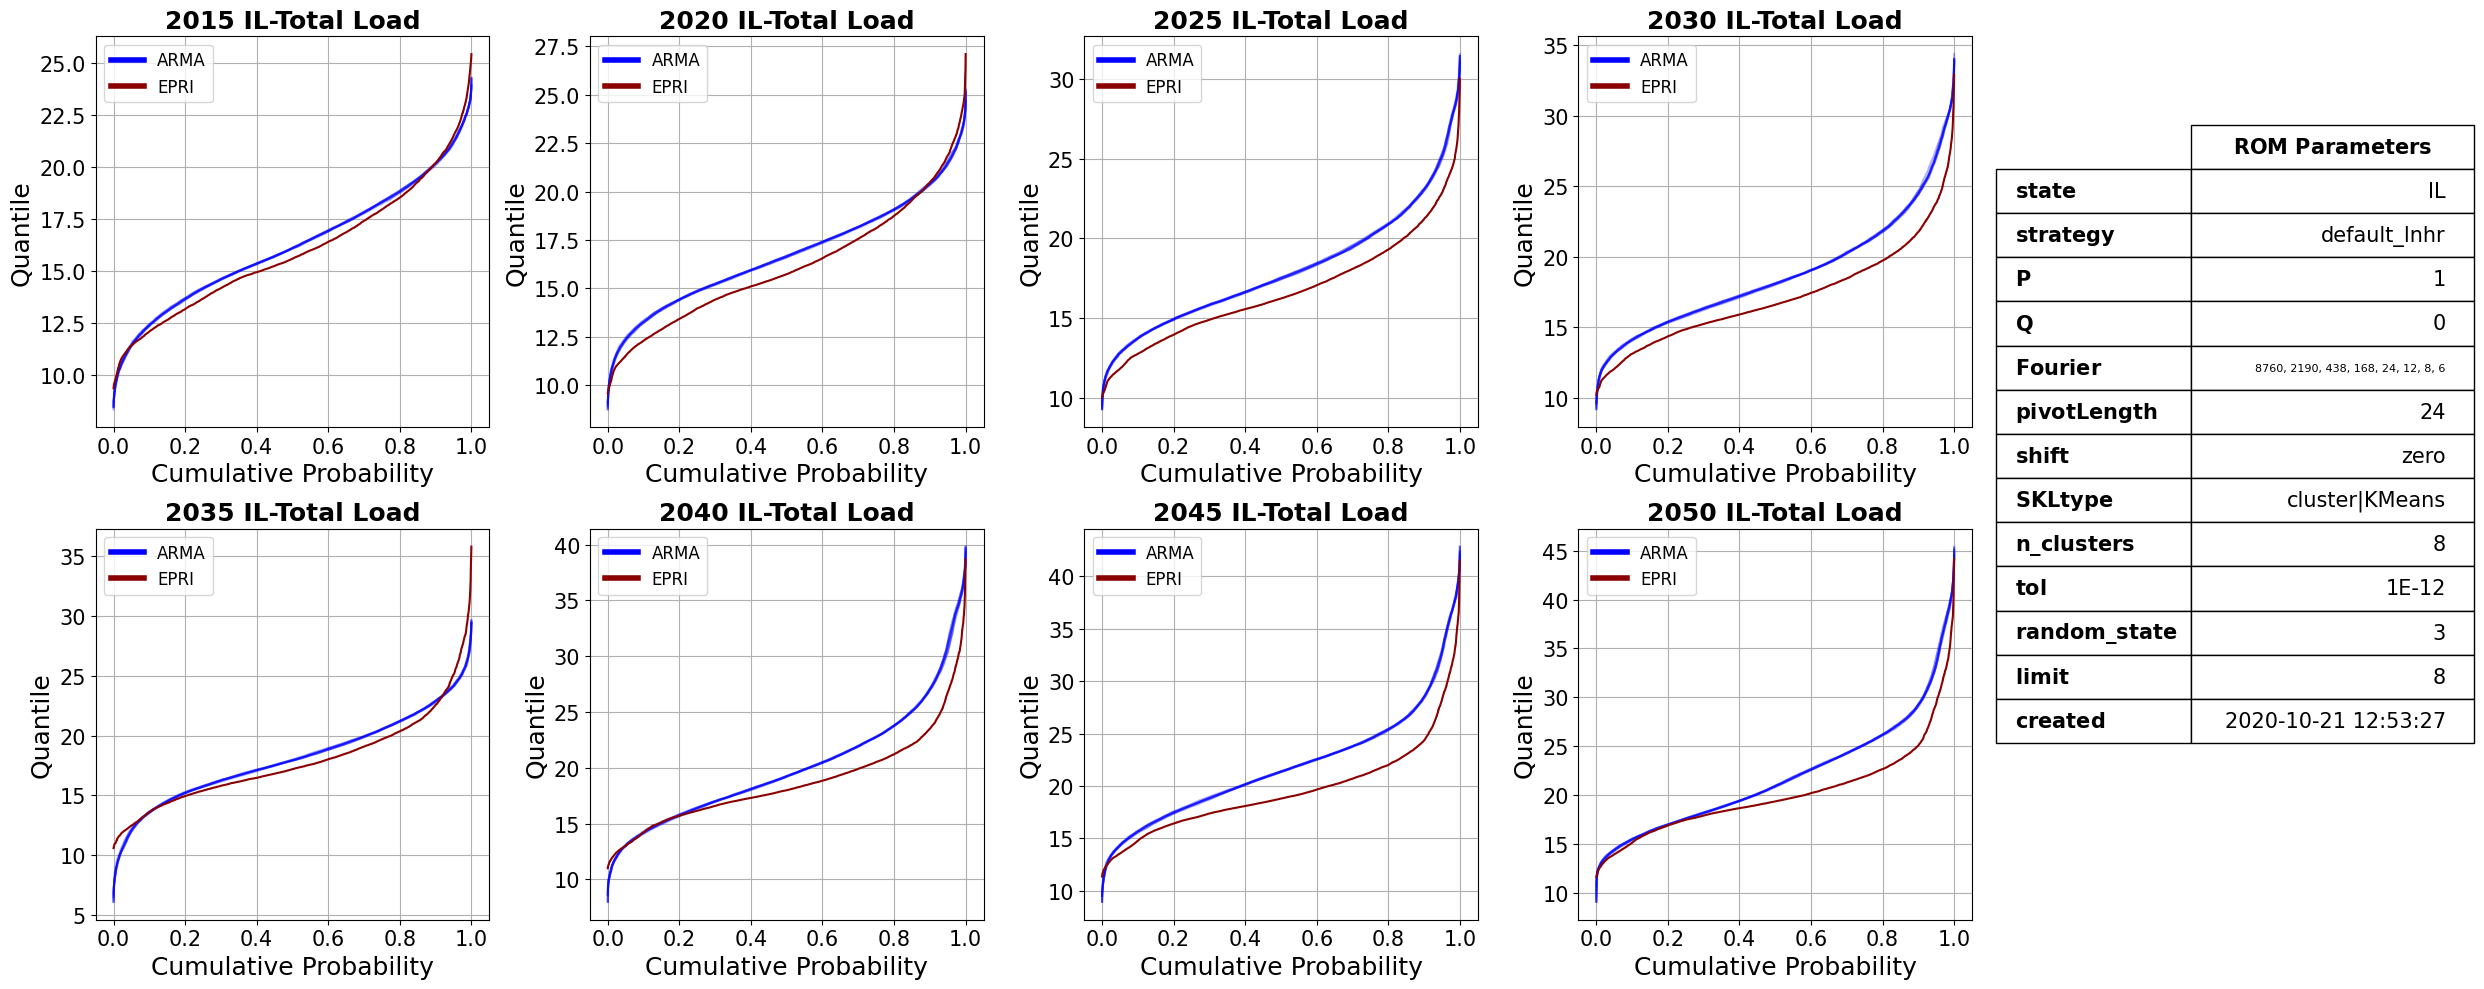 2015 IL-Total Load
ARMA
EPRI
Quantile
25.0
22.5
20.0
17.5
15.0
12.5
10.0
0.0 0.2 0.4 0.6 0.8 1.0
Cumulative Probability
2020 IL-Total Load
ARMA
EPRI
Quantile
27.5
25.0
22.5
20.0
17.5
15.0
12.5
10.0
0.0 0.2 0.4 0.6 0.8 1.0
Cumulative Probability
2025 IL-Total Load
ARMA
EPRI
Quantile
30
25
20
15
10
0.0 0.2 0.4 0.6 0.8 1.0
Cumulative Probability
2030 IL-Total Load
ARMA
EPRI
Quantile
35
30
25
20
15
10
0.0 0.2 0.4 0.6 0.8 1.0
Cumulative Probability
2035 IL-Total Load
ARMA
EPRI
Quantile
35
30
25
20
15
10
5
0.0 0.2 0.4 0.6 0.8 1.0
Cumulative Probability
2040 IL-Total Load
ARMA
EPRI
Quantile
40
35
30
25
20
15
10
0.0 0.2 0.4 0.6 0.8 1.0
Cumulative Probability
2045 IL-Total Load
ARMA
EPRI
Quantile
40
35
30
25
20
15
10
0.0 0.2 0.4 0.6 0.8 1.0
Cumulative Probability
2050 IL-Total Load
ARMA
EPRI
Quantile
45
40
35
30
25
20
15
10
0.0 0.2 0.4 0.6 0.8 1.0
Cumulative Probability
ROM Parameters
state IL
strategy default_lnhr
P 1
Q 0
Fourier 8760, 2190, 438, 168, 24, 12, 8, 6
pivotLength 24
shift zero
SKLtype cluster|KMeans
n_clusters 8
tol 1E-12
random_state 3
limit 8
created 2020-10-21 12:53:27